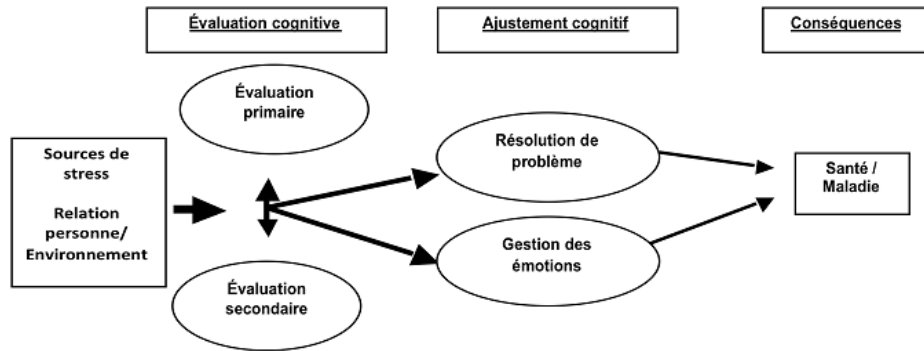 Évaluation cognitive
Ajustement cognitif
Conséquences
Évaluation
primaire
Sources de
stress
Relation
personne/
Environnement
Évaluation
secondaire
Résolution de
problème
Gestion des
émotions
Santé /
Maladie